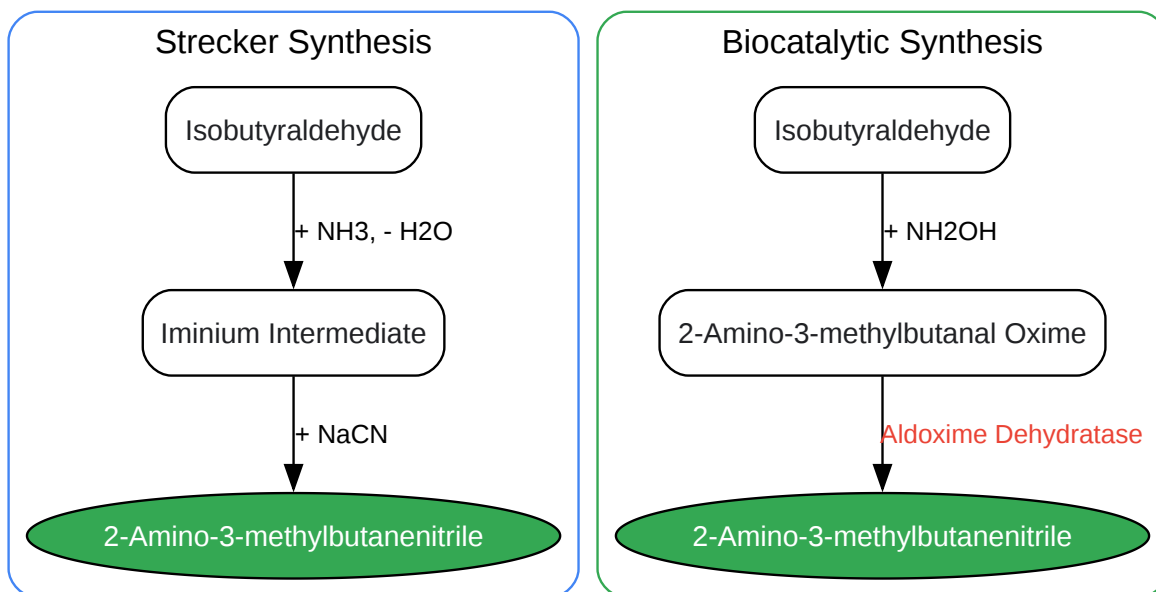 Strecker Synthesis
Isobutyraldehyde
+ NH3, - H2O
Iminium Intermediate
+ NaCN
2-Amino-3-methylbutanenitrile
Biocatalytic Synthesis
Isobutyraldehyde
+ NH2OH
2-Amino-3-methylbutanal Oxime
Aldoxime Dehydratase
2-Amino-3-methylbutanenitrile